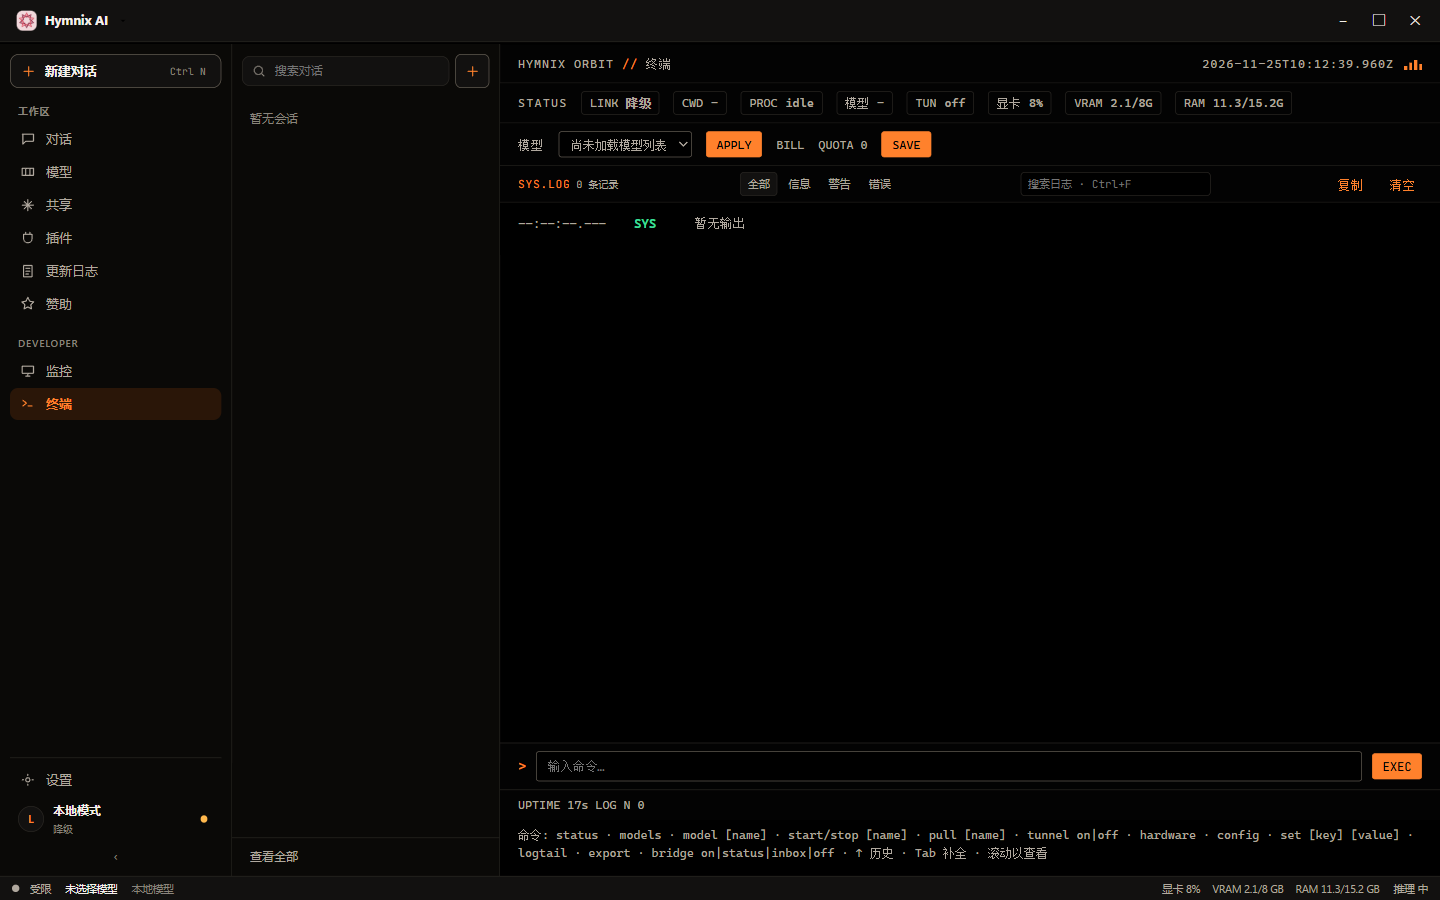 Hymnix AI
新建对话 Ctrl N
工作区
对话
模型
共享
插件
更新日志
赞助
DEVELOPER
监控
终端
设置
L
本地模式
降级
‹
搜索对话
暂无会话
查看全部
HYMNIX ORBIT // 终端 2026-11-25T10:12:39.960Z
STATUS LINK 降级 CWD — PROC idle 模型 — TUN off 显卡 8% VRAM 2.1/8G RAM 11.3/15.2G
模型 尚未加载模型列表 APPLY BILL QUOTA 0 SAVE
SYS.LOG 0 条记录 全部 信息 警告 错误 搜索日志 · Ctrl+F 复制 清空
——:——:——.——— SYS 暂无输出
> 输入命令… EXEC
UPTIME 17s LOG N 0
命令: status · models · model [name] · start/stop [name] · pull [name] · tunnel on|off · hardware · config · set [key] [value] ·
logtail · export · bridge on|status|inbox|off · ↑ 历史 · Tab 补全 · 滚动以查看
受限 未选择模型 本地模型 显卡 8% VRAM 2.1/8 GB RAM 11.3/15.2 GB 推理 中